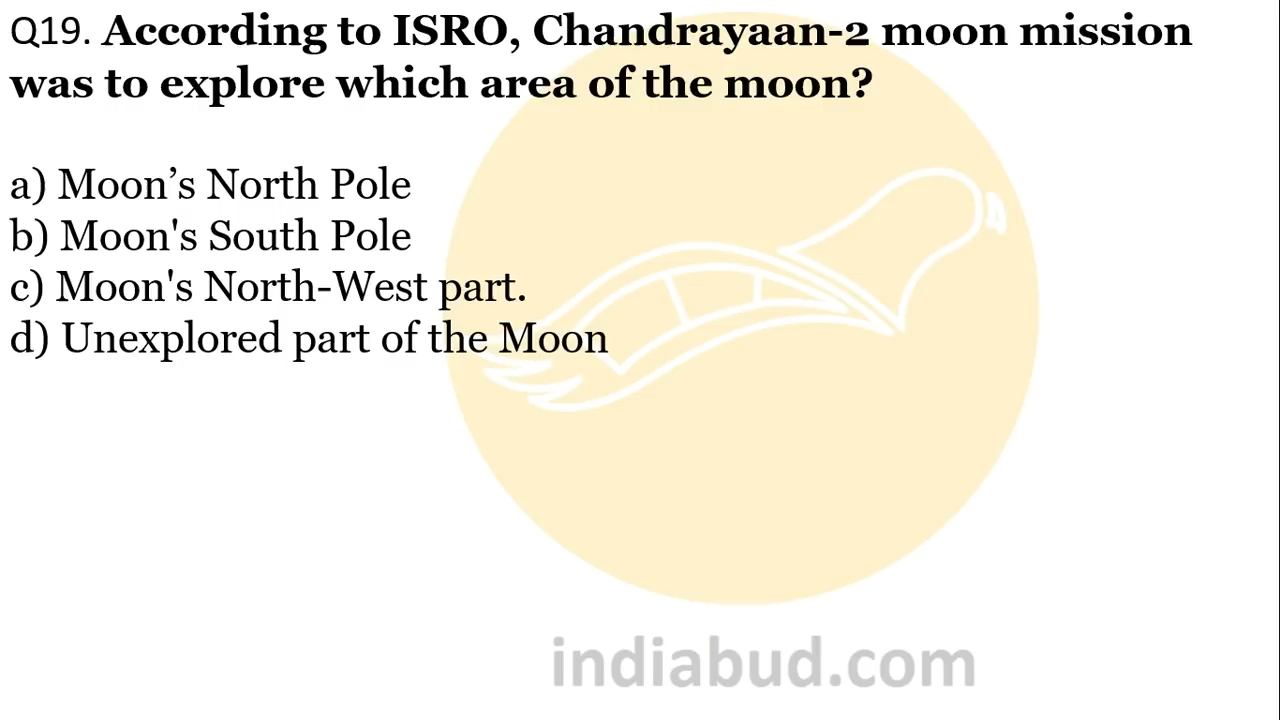 Q19. According to ISRO, Chandrayaan-2 moon mission
was to explore which area of the moon?
a) Moon’s North Pole
b) Moon's South Pole
c) Moon's North-West part.
d) Unexplored part of the Moon
indiabud.com